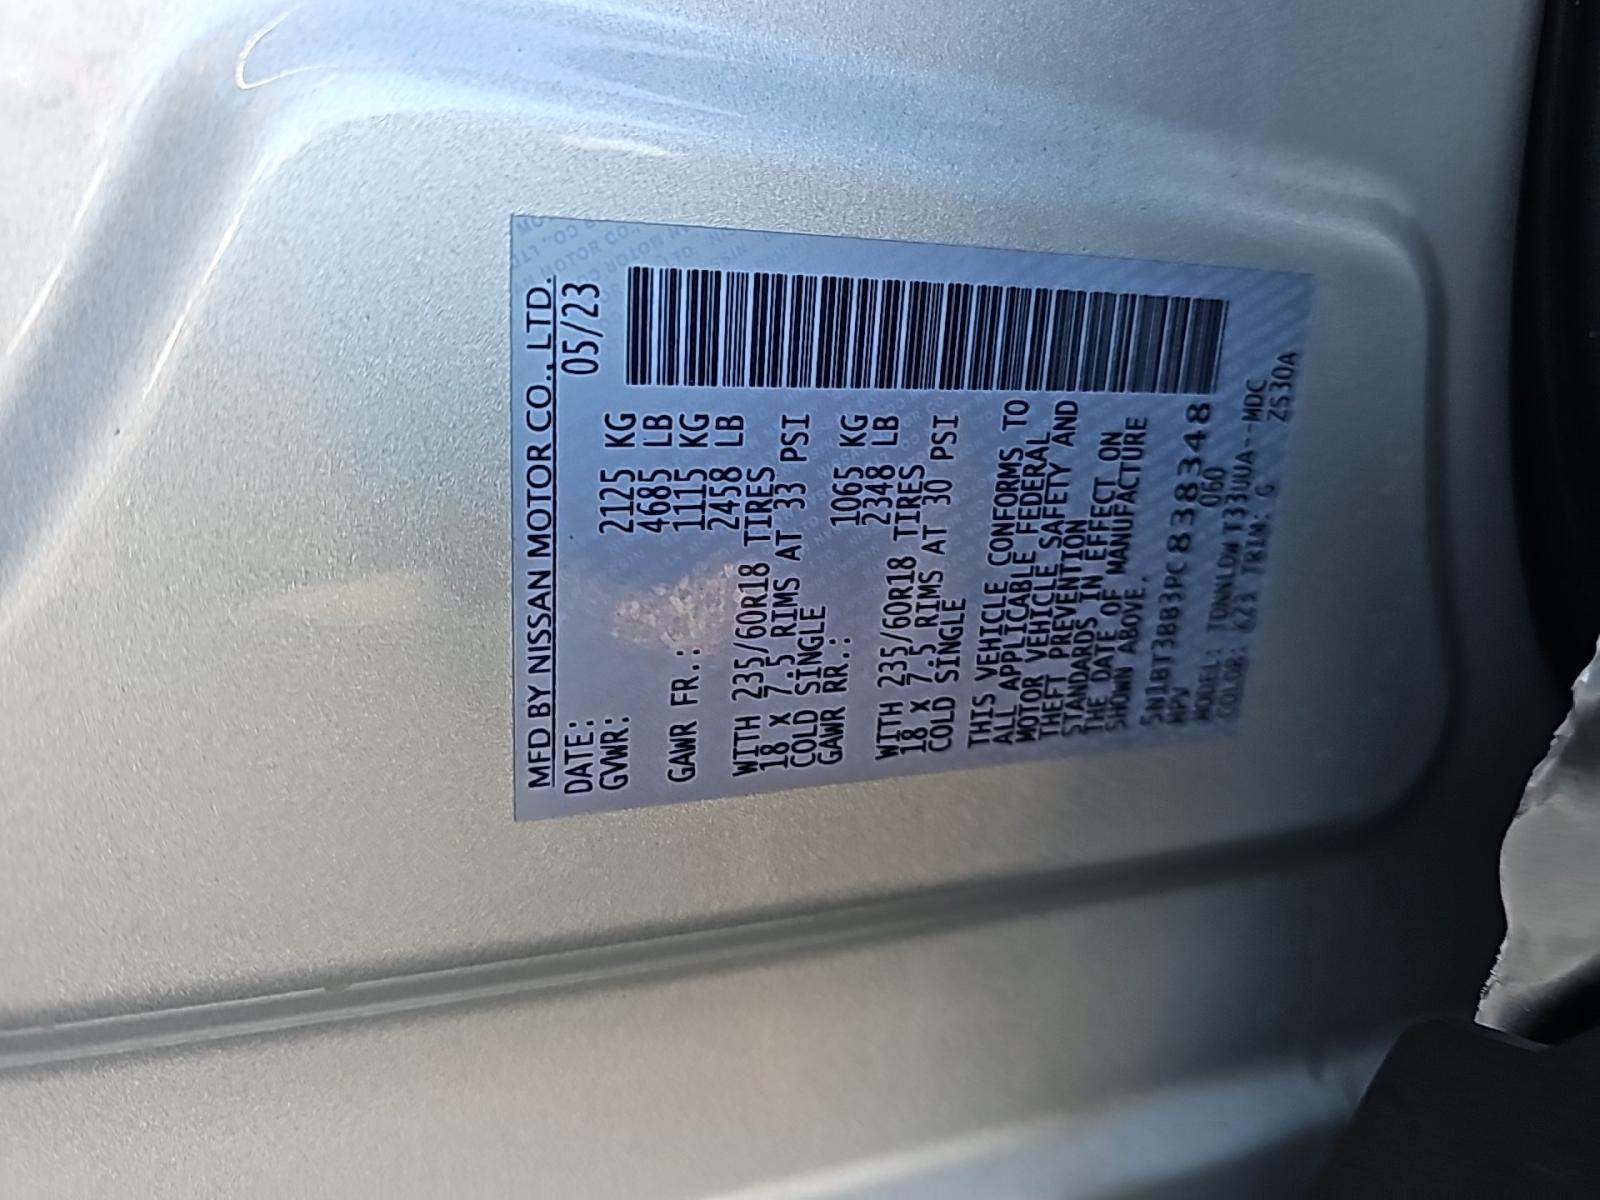 MFD BY NISSAN MOTOR CO., LTD.
DATE: 05/23
GVWR: 2125 KG
4685 LB
GAWR FR.: 1115 KG
2458 LB
WITH 235/60R18 TIRES
18 X 7.5 RIMS AT 33 PSI
COLD SINGLE
GAWR RR.: 1065 KG
2348 LB
WITH 235/60R18 TIRES
18 X 7.5 RIMS AT 30 PSI
COLD SINGLE
THIS VEHICLE CONFORMS TO
ALL APPLICABLE FEDERAL
MOTOR VEHICLE SAFETY AND
THEFT PREVENTION
STANDARDS IN EFFECT ON
THE DATE OF MANUFACTURE
SHOWN ABOVE.
5N1BT3BB3PC838348
MPV 060
MODEL: TDNNLDWT33UUA--MDC
COLOR: TRIM: G ZS30A